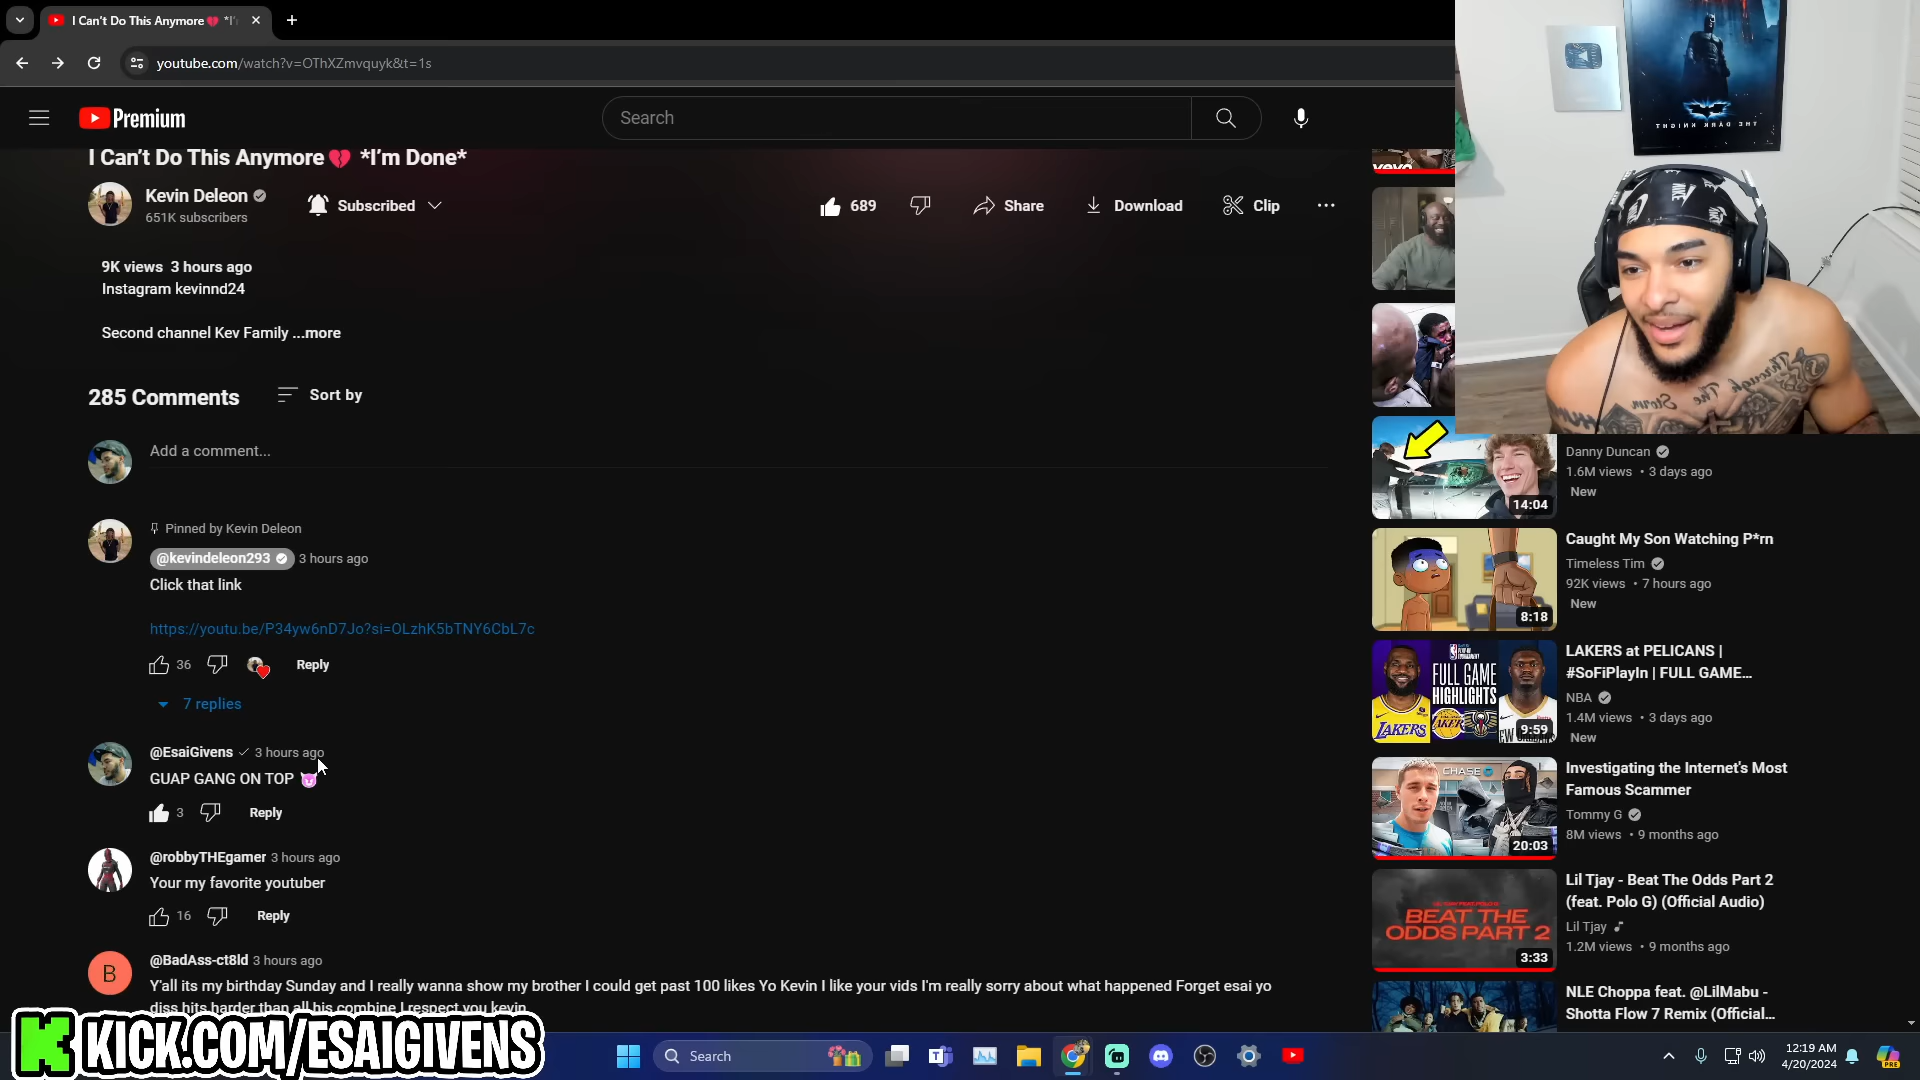 I Can't Do This Anymore💔 *I'
youtube.com/watch?v=OThXZmvquyk&t=1s
Premium
Search
I Can't Do This Anymore💔 *I'm Done*
Kevin Deleon
651K subscribers
Subscribed
689
Share
Download
Clip
9K views 3 hours ago
Instagram kevinnd24
Second channel Kev Family ...more
285 Comments
Sort by
Add a comment...
Pinned by Kevin Deleon
@kevindeleon293
3 hours ago
Click that link
https://youtu.be/P34yw6nD7Jo?si=OLzhK5bTNY6CbL7c
36
Reply
7 replies
@EsaiGivens
3 hours ago
GUAP GANG ON TOP 😈
3
Reply
@robbyTHEgamer 3 hours ago
Your my favorite youtuber
16
Reply
B
@BadAss-ct8ld 3 hours ago
Y'all its my birthday Sunday and I really wanna show my brother I could get past 100 likes Yo Kevin I like your vids I'm really sorry about what happened Forget esai yo
diss hits harder than all his combine I respect you kevin
THE DARK KNIGHT
Through
The Storm
vevo
14:04
Danny Duncan
1.6M views • 3 days ago
New
8:18
Caught My Son Watching P*rn
Timeless Tim
92K views • 7 hours ago
New
FULL GAME
HIGHLIGHTS
LAKERS
9:59
LAKERS at PELICANS |
#SoFiPlayIn | FULL GAME...
NBA
1.4M views • 3 days ago
New
CHASE
20:03
Investigating the Internet's Most
Famous Scammer
Tommy G
8M views • 9 months ago
BEAT THE
ODDS PART 2
3:33
Lil Tjay - Beat The Odds Part 2
(feat. Polo G) (Official Audio)
Lil Tjay
1.2M views • 9 months ago
NLE Choppa feat. @LilMabu -
Shotta Flow 7 Remix (Official...
K KICK.COM/ESAIGIVENS
Search
12:19 AM
4/20/2024
PRE